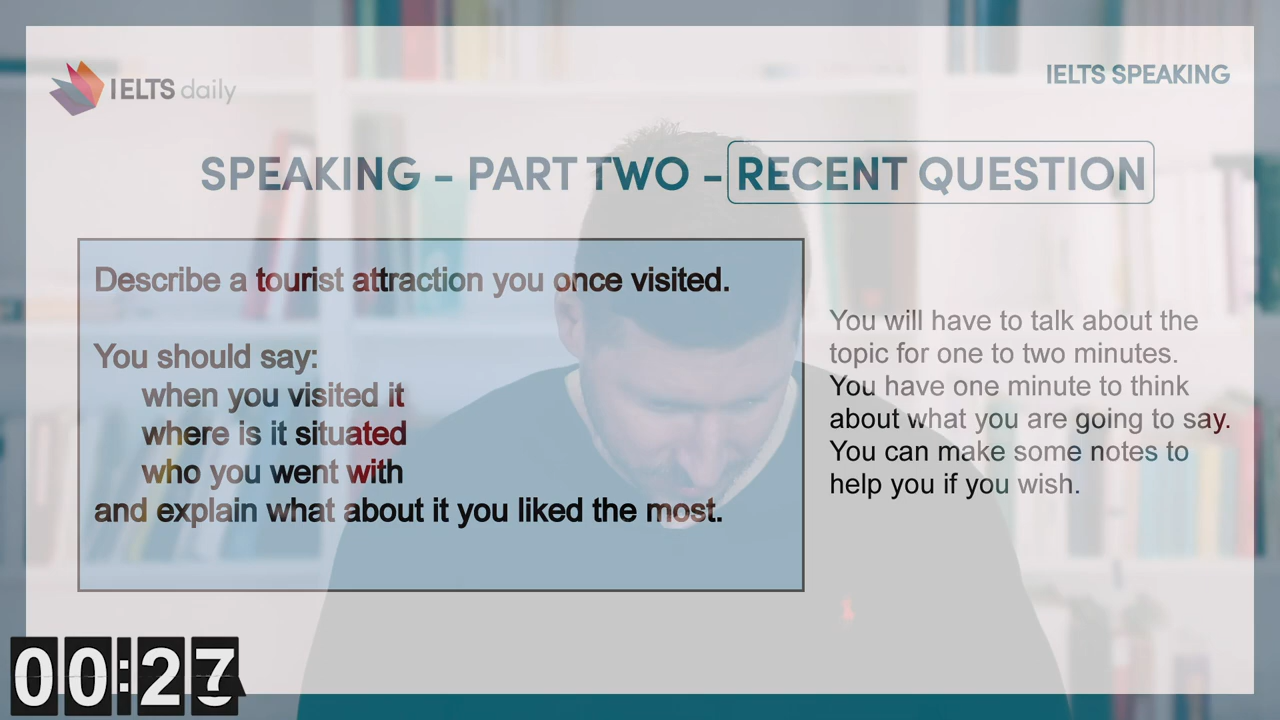 IELTS daily
IELTS SPEAKING
SPEAKING – PART TWO – RECENT QUESTION
Describe a tourist attraction you once visited.
You should say:
when you visited it
where is it situated
who you went with
and explain what about it you liked the most.
You will have to talk about the
topic for one to two minutes.
You have one minute to think
about what you are going to say.
You can make some notes to
help you if you wish.
00:27